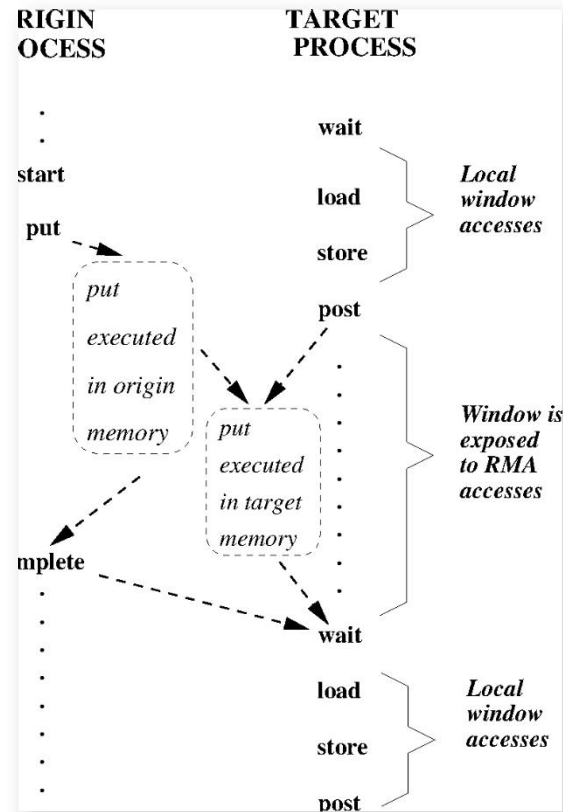 RIGIN
OCESS
TARGET
PROCESS
start
put
put
executed
in origin
memory
mplete
wait
load
store
post
put
executed
in target
memory
wait
load
store
post
Local
window
accesses
Window is
exposed
to RMA
accesses
Local
window
accesses